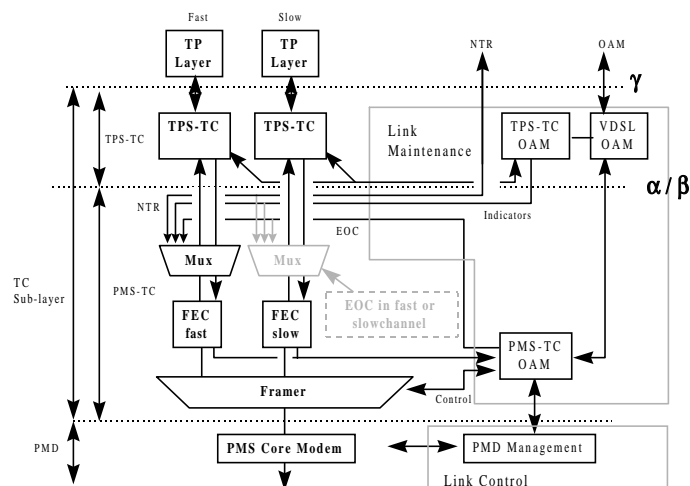 Fast
Slow
NTR
OAM
TP
Layer
TP
Layer
γ
TPS-TC
TPS-TC
TPS-TC
Link
Maintenance
TPS-TC
OAM
VDSL
OAM
α / β
NTR
Indicators
EOC
Mux
Mux
TC
Sub-layer
PMS-TC
FEC
fast
FEC
slow
EOC in fast or
slowchannel
PMS-TC
OAM
Framer
Control
PMD
PMS Core Modem
PMD Management
Link Control